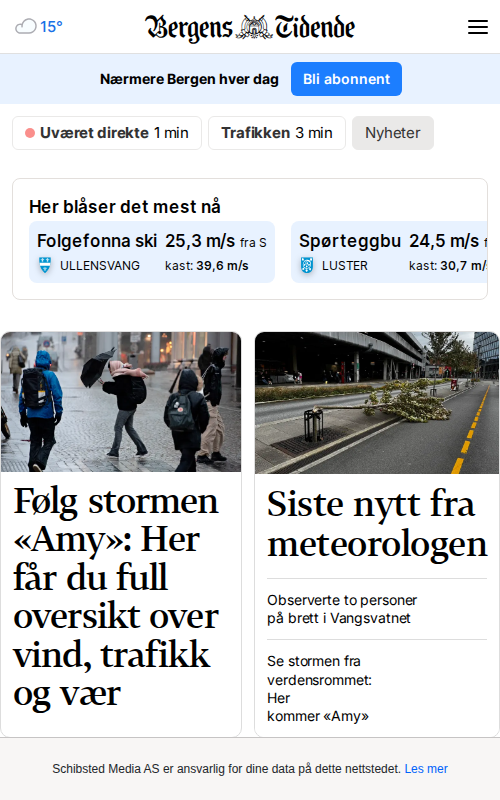 15°
Bergens Tidende
Nærmere Bergen hver dag
Bli abonnent
Uværet direkte 1 min
Trafikken 3 min
Nyheter
Her blåser det mest nå
Folgefonna ski 25,3 m/s fra S
ULLENSVANG kast: 39,6 m/s
Spørteggbu 24,5 m/s
LUSTER kast: 30,7 m/
Følg stormen
«Amy»: Her
får du full
oversikt over
vind, trafikk
og vær
Siste nytt fra
meteorologen
Observerte to personer
på brett i Vangsvatnet
Se stormen fra
verdensrommet:
Her
kommer «Amy»
Schibsted Media AS er ansvarlig for dine data på dette nettstedet. Les mer